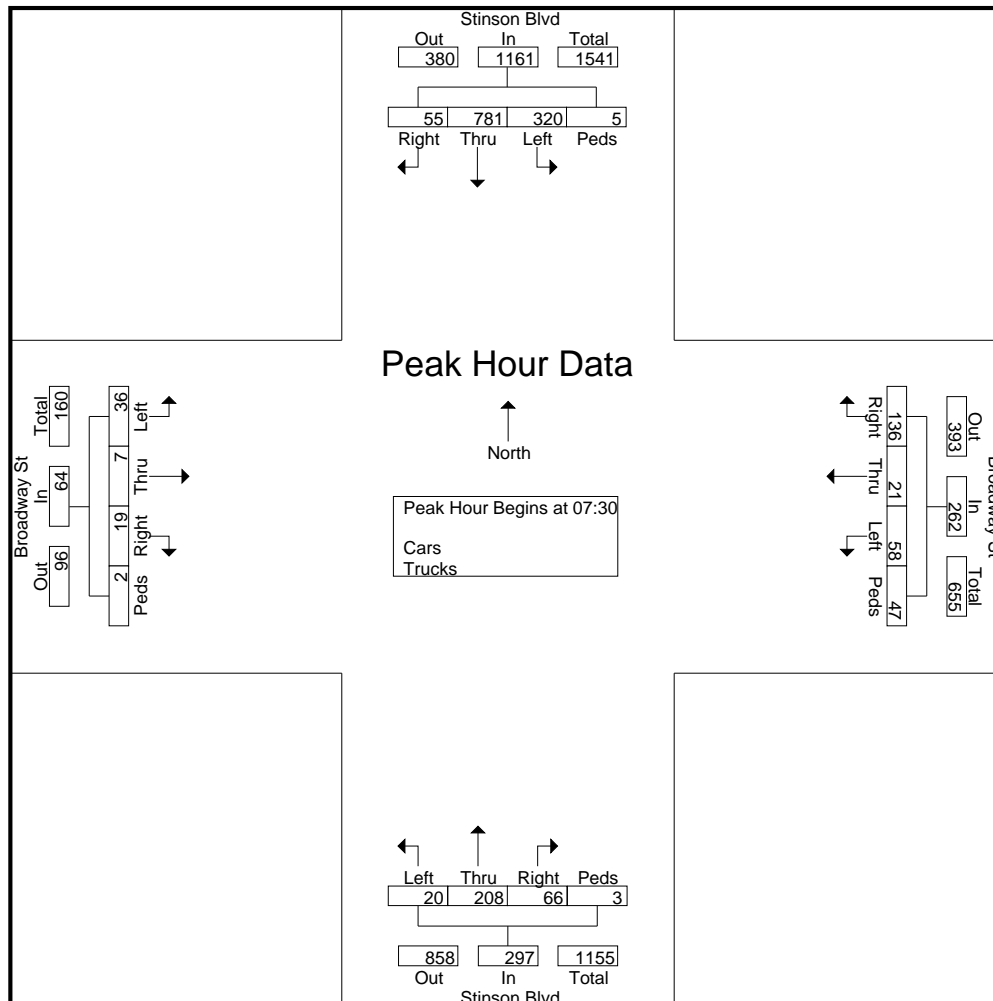 Stinson Blvd
Out In Total
380 1161 1541
55 781 320 5
Right Thru Left Peds
Peak Hour Data
North
Peak Hour Begins at 07:30
Cars
Trucks
Broadway St
Total In Out
160 64 96
36 7 19 2
Left Thru Right Peds
Broadway St
Out In Total
393 262 655
136 21 58 47
Right Thru Left Peds
Left Thru Right Peds
20 208 66 3
858 297 1155
Out In Total
Stinson Blvd